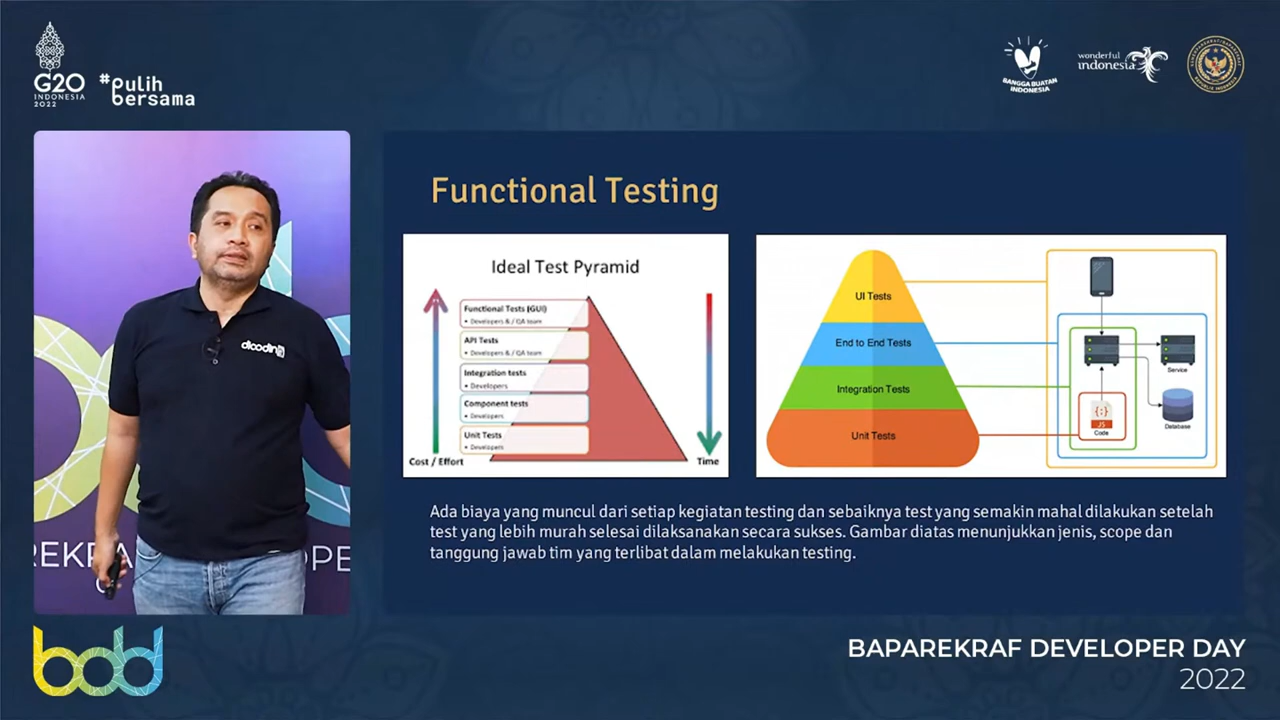 G20
INDONESIA
2022
#pulih
bersama
BANGGA BUATAN
INDONESIA
wonderful
indonesia
dicoding
REKRA
OPE
Functional Testing
Ideal Test Pyramid
Functional Tests (GUI)
• Developers & / QA team
API Tests
• Developers & / QA team
Integration tests
• Developers
Component tests
• Developers
Unit Tests
• Developers
Cost / Effort
Time
UI Tests
End to End Tests
Integration Tests
Unit Tests
Service
{:}
JS
Code
Database
Ada biaya yang muncul dari setiap kegiatan testing dan sebaiknya test yang semakin mahal dilakukan setelah
test yang lebih murah selesai dilaksanakan secara sukses. Gambar diatas menunjukkan jenis, scope dan
tanggung jawab tim yang terlibat dalam melakukan testing.
bdd
BAPAREKRAF DEVELOPER DAY
2022